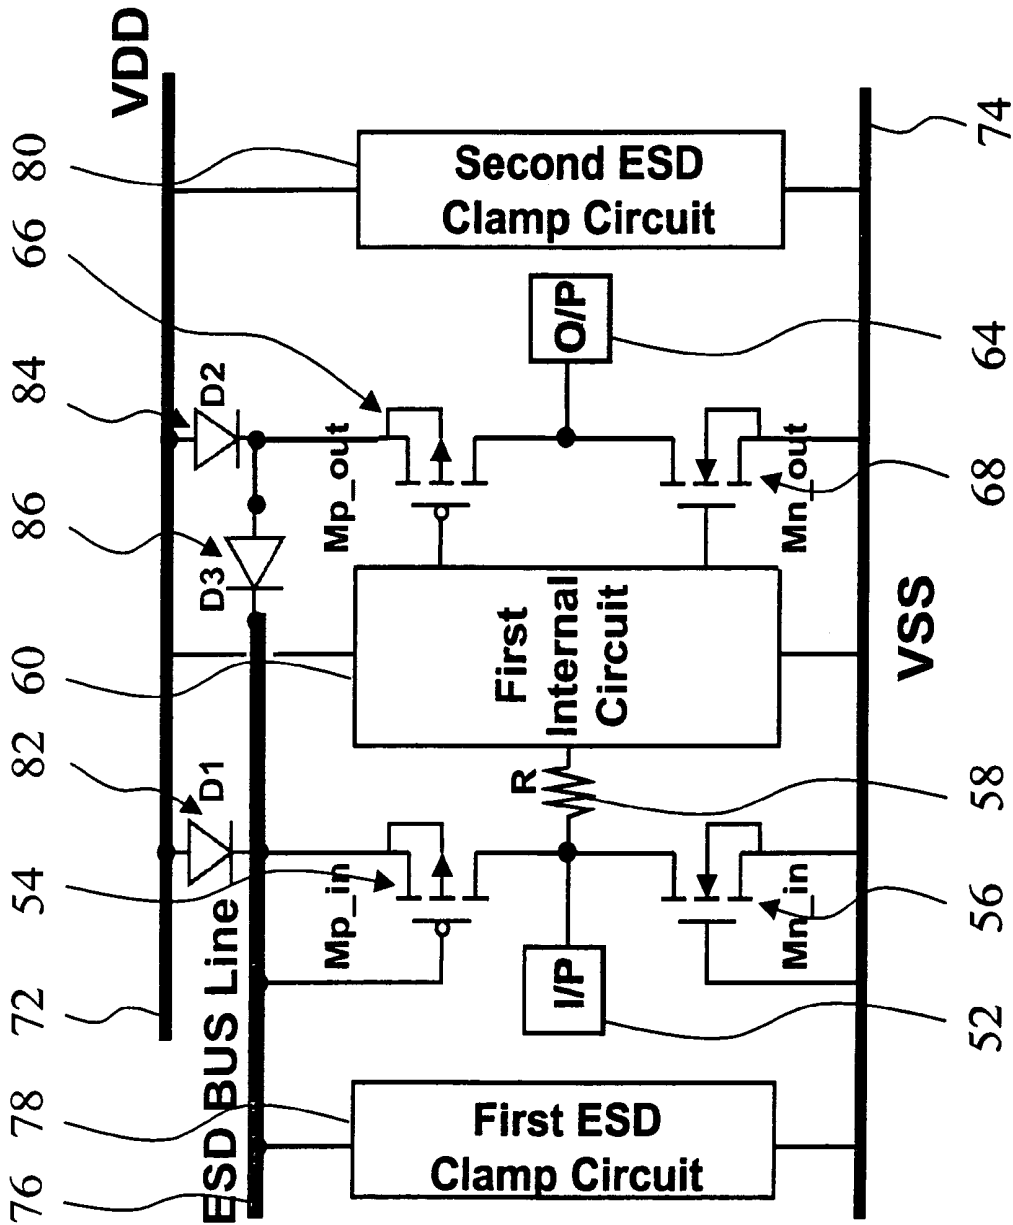 72
82
60
86
84
66
80
VDD
76
78
54
ESD BUS Line
D1
D3
D2
Mp_in
Mp_out
First ESD
Clamp Circuit
I/P
R
First
Internal
Circuit
O/P
Second ESD
Clamp Circuit
Mn_in
Mn_out
VSS
52
56
58
68
64
74